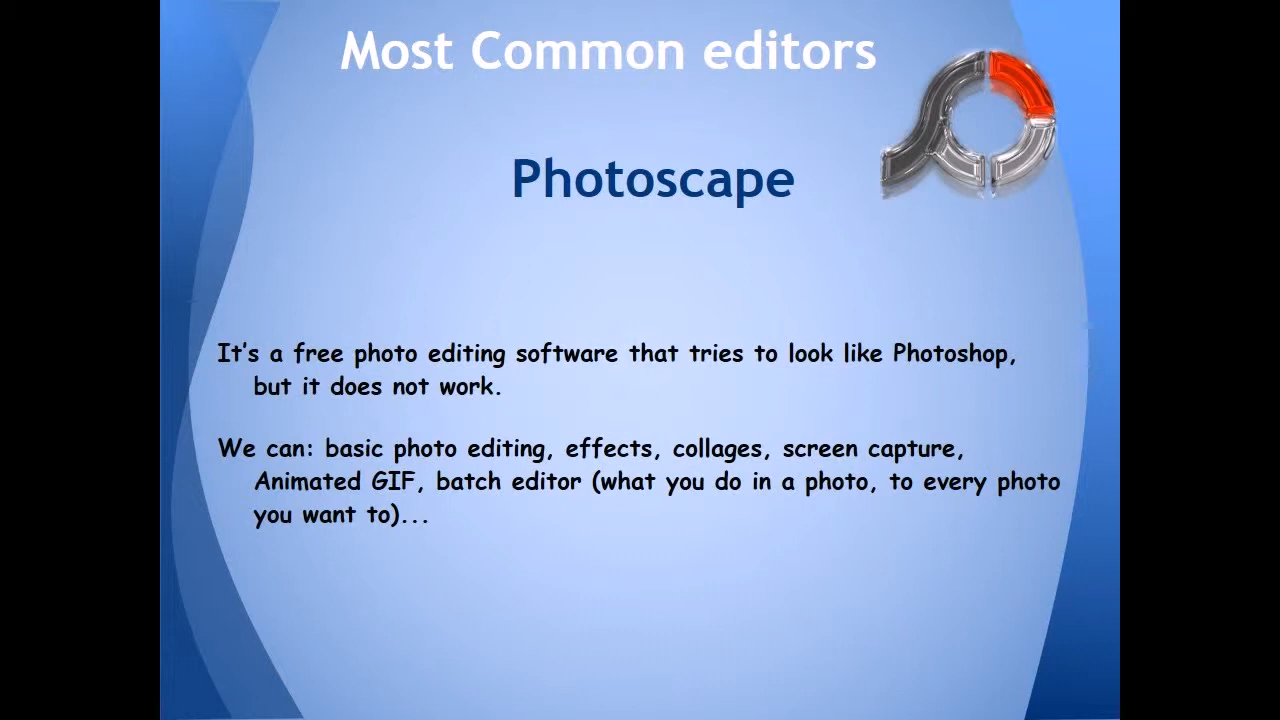 Most Common editors
Photoscape
It's a free photo editing software that tries to look like Photoshop,
but it does not work.
We can: basic photo editing, effects, collages, screen capture,
Animated GIF, batch editor (what you do in a photo, to every photo
you want to)...